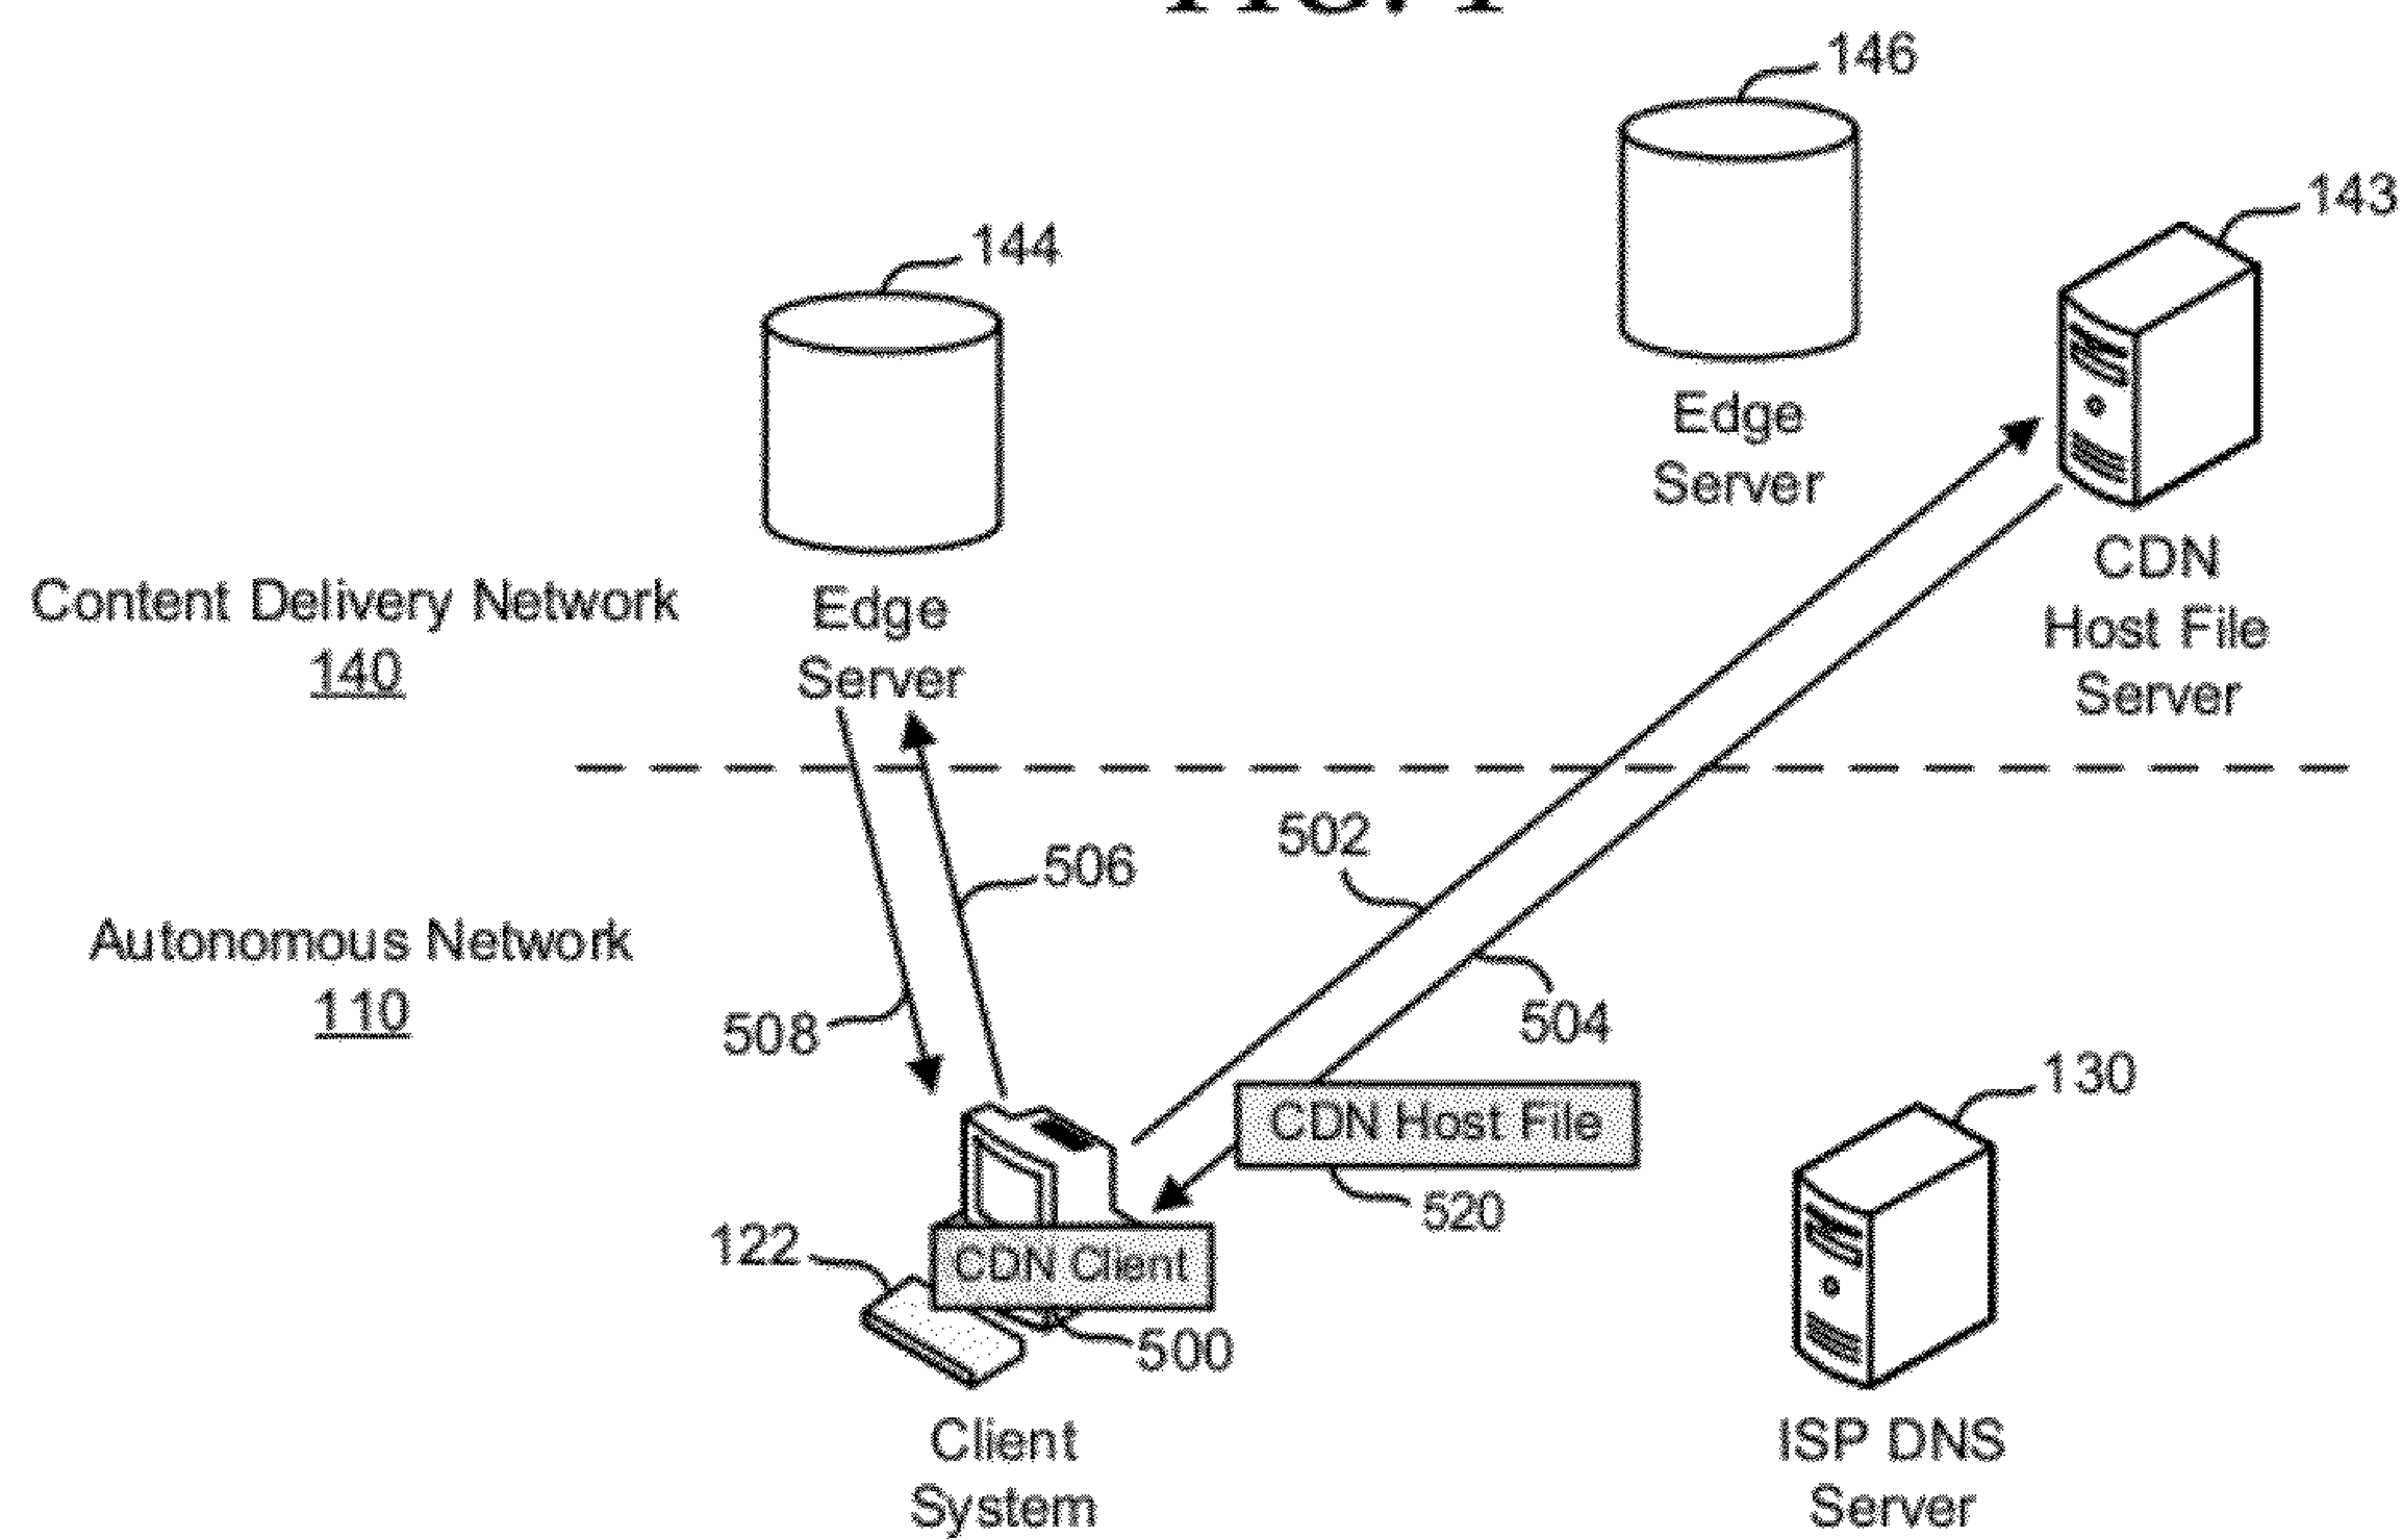 146
143
144
Edge
Server
CDN
Host File
Server
Content Delivery Network
140
Edge
Server
502
506
Autonomous Network
110
508
504
130
CDN Host File
520
122
CDN Client
500
Client
System
ISP DNS
Server